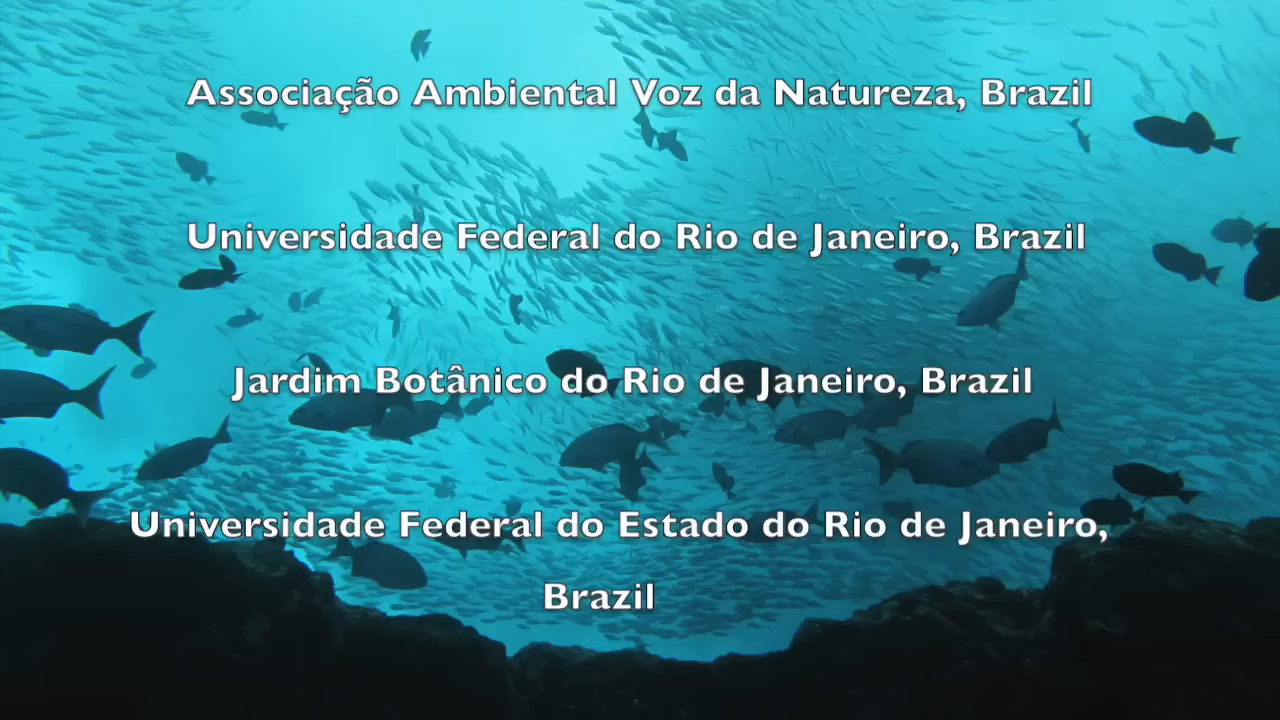 Associação Ambiental Voz da Natureza, Brazil
Universidade Federal do Rio de Janeiro, Brazil
Jardim Botânico do Rio de Janeiro, Brazil
Universidade Federal do Estado do Rio de Janeiro,
Brazil